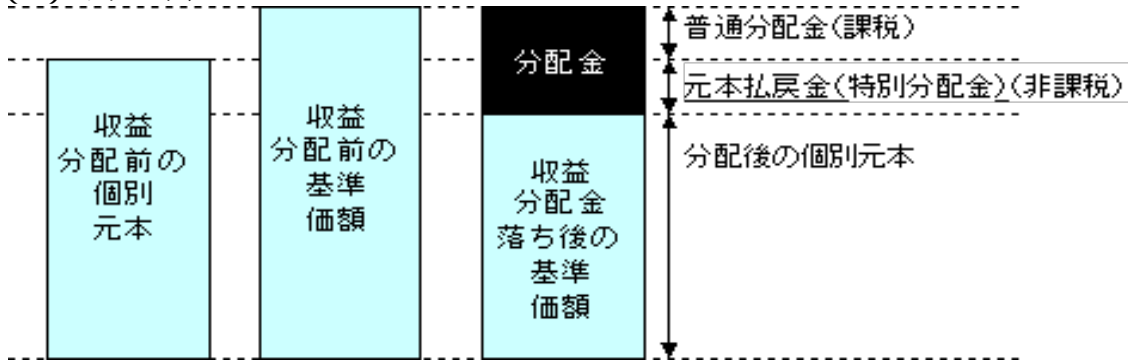 収益
分配前の
個別
元本
収益
分配前の
基準
価額
分配金
収益
分配金
落ち後の
基準
価額
普通分配金(課税)
元本払戻金(特別分配金)(非課税)
分配後の個別元本